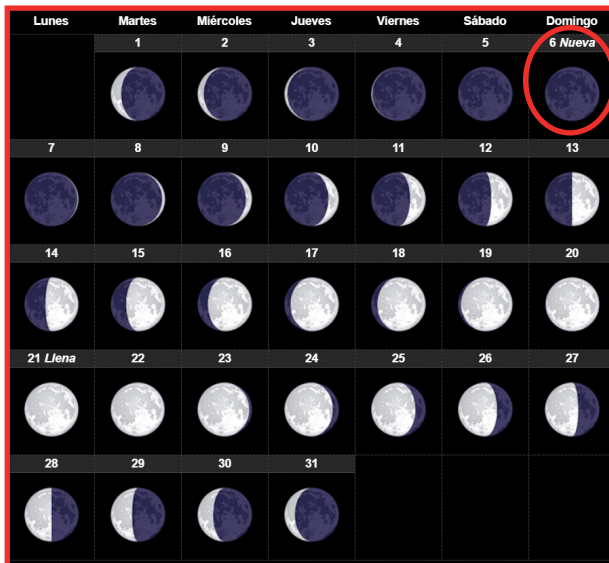 Lunes Martes Miércoles Jueves Viernes Sábado Domingo
1 2 3 4 5 6 Nueva
7 8 9 10 11 12 13
14 15 16 17 18 19 20
21 Llena 22 23 24 25 26 27
28 29 30 31